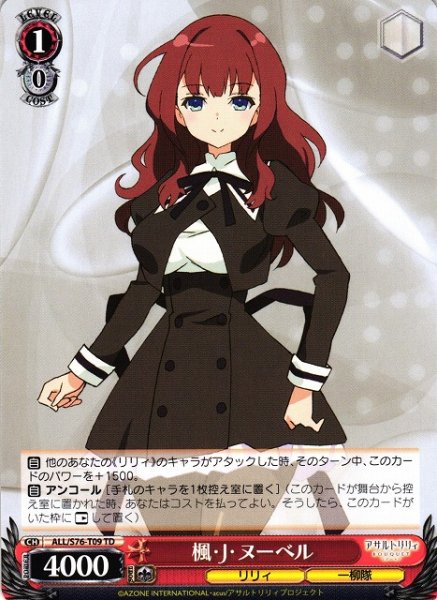 LEVEL
1
0
COST
自 他のあなたの《リリィ》のキャラがアタックした時、そのターン中、このカー
ドのパワーを+1500。
自 アンコール [手札のキャラを1枚控え室に置く] (このカードが舞台から控
え室に置かれた時、あなたはコストを払ってよい。そうしたら、このカード
がいた枠に置く)
CH ALL/S76-T09 TD
楓・J・ヌーベル
アサルトリリィ
BOUQUET
POWER
4000
リリィ
一柳隊
©AZONE INTERNATIONAL・acus/アサルトリリィプロジェクト